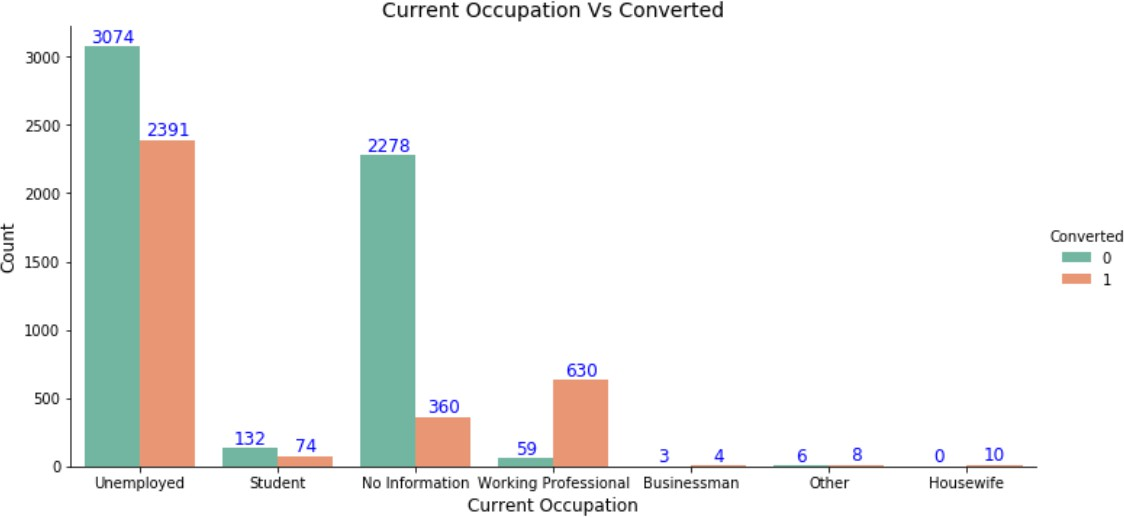 Current Occupation Vs Converted
3074
2391
132
74
2278
360
59
630
3
4
6
8
0
10
3000
2500
2000
1500
1000
500
0
Count
Unemployed
Student
No Information
Working Professional
Businessman
Other
Housewife
Current Occupation
Converted
0
1